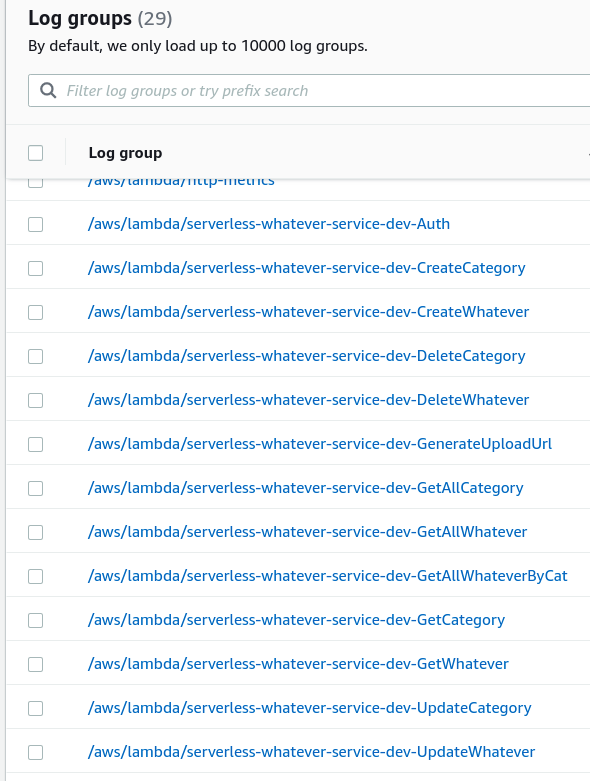 Log groups (29)
By default, we only load up to 10000 log groups.
Filter log groups or try prefix search
Log group
/aws/lambda/http-metrics
/aws/lambda/serverless-whatever-service-dev-Auth
/aws/lambda/serverless-whatever-service-dev-CreateCategory
/aws/lambda/serverless-whatever-service-dev-CreateWhatever
/aws/lambda/serverless-whatever-service-dev-DeleteCategory
/aws/lambda/serverless-whatever-service-dev-DeleteWhatever
/aws/lambda/serverless-whatever-service-dev-GenerateUploadUrl
/aws/lambda/serverless-whatever-service-dev-GetAllCategory
/aws/lambda/serverless-whatever-service-dev-GetAllWhatever
/aws/lambda/serverless-whatever-service-dev-GetAllWhateverByCat
/aws/lambda/serverless-whatever-service-dev-GetCategory
/aws/lambda/serverless-whatever-service-dev-GetWhatever
/aws/lambda/serverless-whatever-service-dev-UpdateCategory
/aws/lambda/serverless-whatever-service-dev-UpdateWhatever